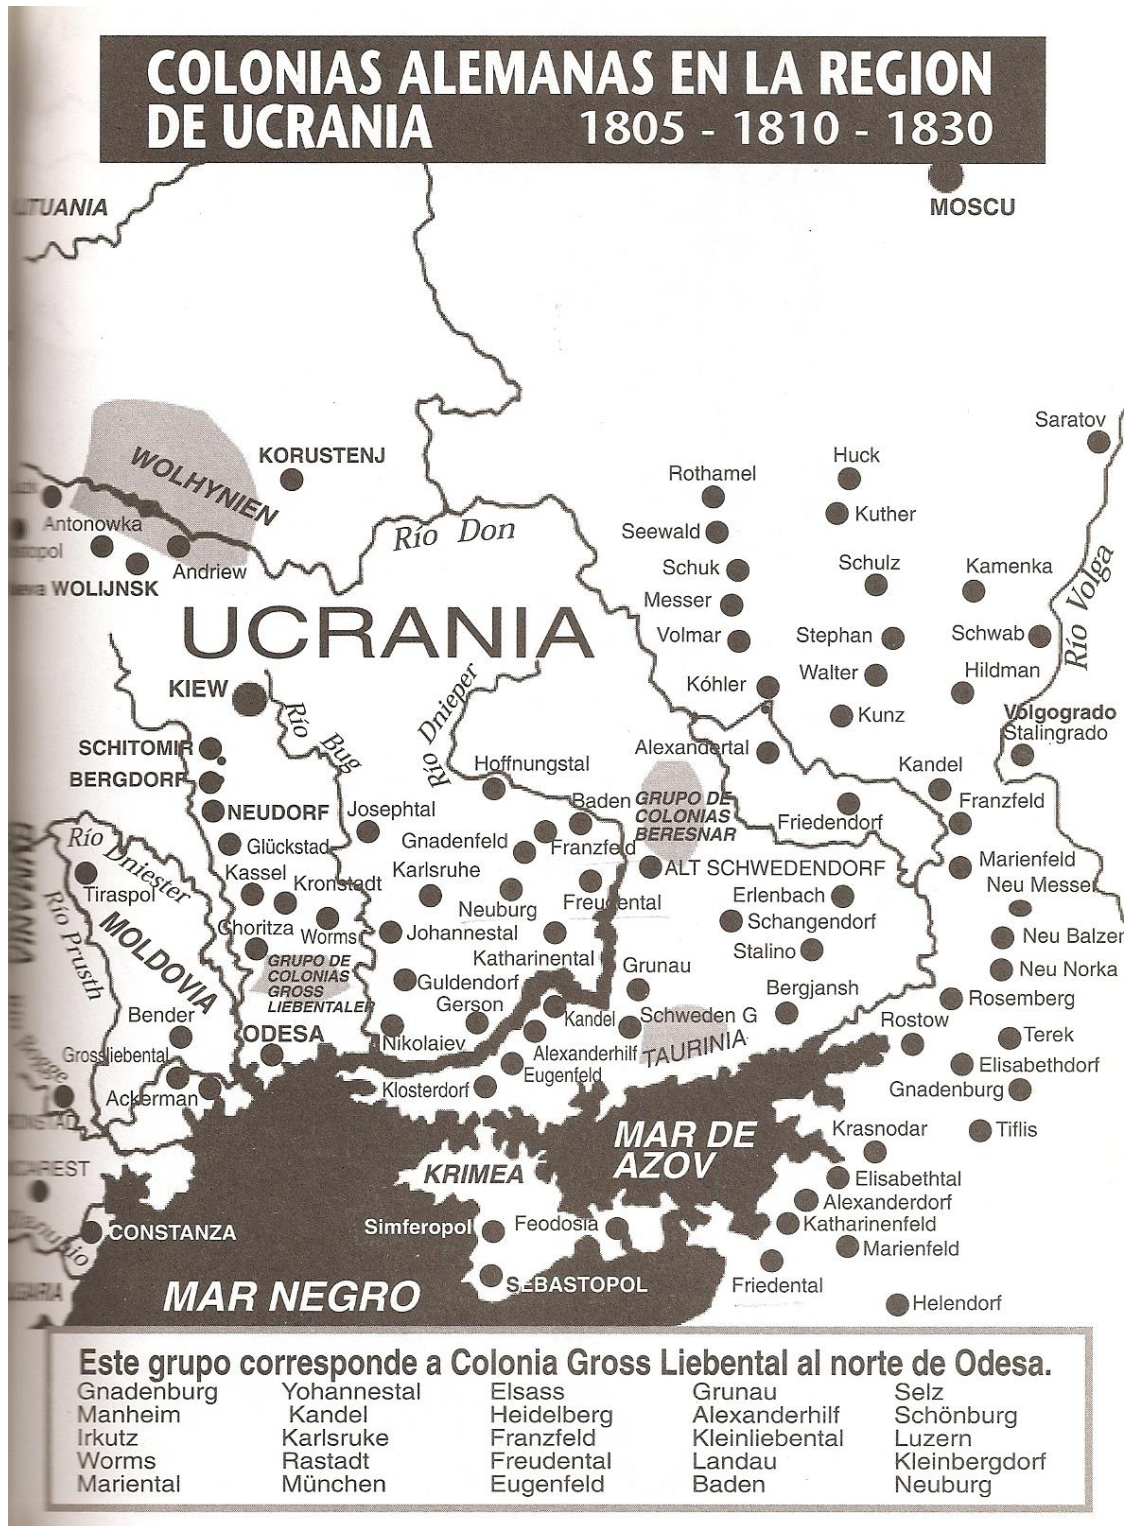 COLONIAS ALEMANAS EN LA REGION
DE UCRANIA 1805 - 1810 - 1830
MOSCU
Saratov
KORUSTENJ
WOLHYNIEN
Huck
Rothamel
Kuther
Antonowka
Río Don
Seewald
Andriew
WOLIJNSK
Schuk
Schulz
Kamenka
Río Volga
Messer
UCRANIA
Volmar
Stephan
Schwab
Walter
Hildman
KIEW
Río Bug
Río Dnieper
Kóhler
Kunz
Volgogrado
Stalingrado
SCHITOMIR
Alexandertal
BERGDORF
Hoffnungstal
Kandel
NEUDORF
Josephtal
Baden
GRUPO DE
COLONIAS
BERESNAR
Franzfeld
Friedendorf
Río Dniester
Glückstad
Gnadenfeld
Franzfeld
Kassel
Karlsruhe
ALT SCHWEDENDORF
Marienfeld
Tiraspol
Kronstadt
Neu Messer
Erlenbach
Río Prusth
Neuburg
Freudental
MOLDOVIA
Choritza
Worms
Johannestal
Schangendorf
Neu Balzer
GRUPO DE
COLONIAS
GROSS
LIEBENTALER
Katharinental
Stalino
Grunau
Neu Norka
Guldendorf
Bergjansh
Rosemberg
Gerson
Bender
Kandel
Schweden G
Rostow
ODESA
Nikolaiev
TAURINIA
Terek
Grossliebental
Alexanderhilf
Elisabethdorf
Eugenfeld
Ackerman
Klosterdorf
Gnadenburg
MAR DE
AZOV
Krasnodar
Tiflis
KRIMEA
Elisabethtal
Alexanderdorf
CONSTANZA
Simferopol
Feodosia
Katharinenfeld
Marienfeld
SEBASTOPOL
Friedental
MAR NEGRO
Helendorf
Este grupo corresponde a Colonia Gross Liebental al norte de Odesa.
Gnadenburg Yohannestal Elsass Grunau Selz
Manheim Kandel Heidelberg Alexanderhilf Schönburg
Irkutz Karlsruke Franzfeld Kleinliebental Luzern
Worms Rastadt Freudental Landau Kleinbergdorf
Mariental München Eugenfeld Baden Neuburg